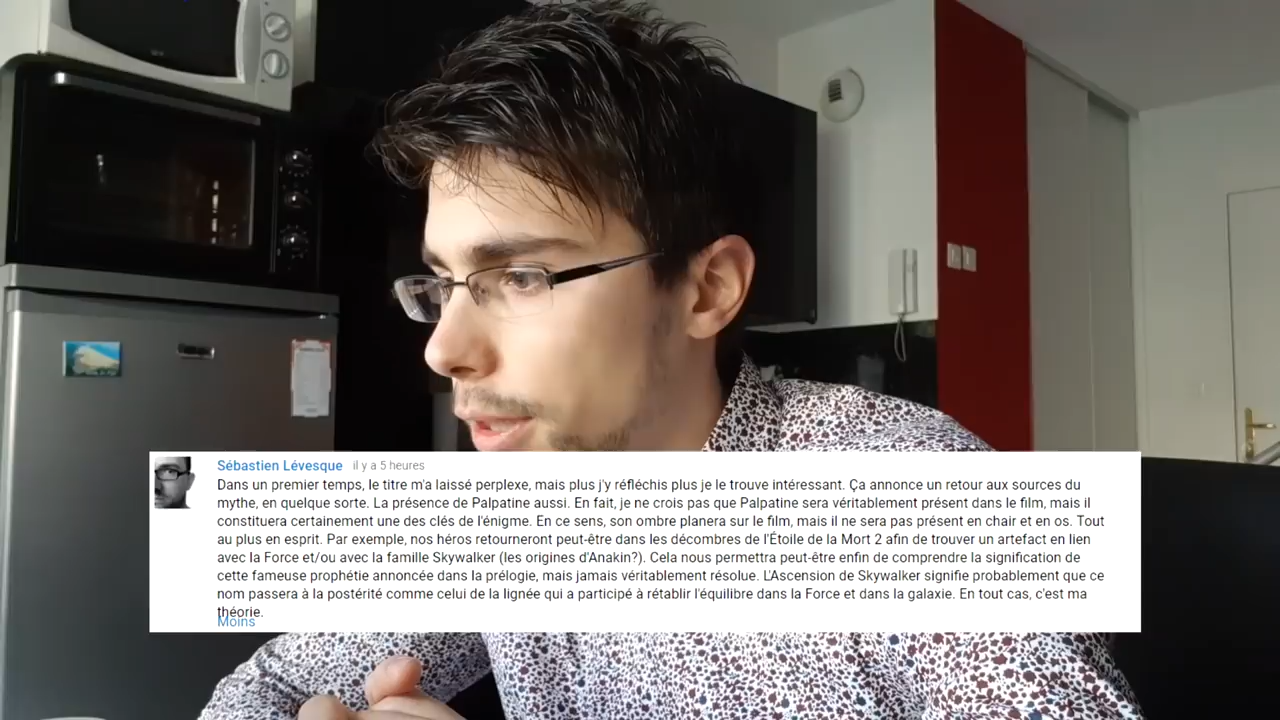 Sébastien Lévesque il y a 5 heures
Dans un premier temps, le titre m'a laissé perplexe, mais plus j'y réfléchis plus je le trouve intéressant. Ça annonce un retour aux sources du
mythe, en quelque sorte. La présence de Palpatine aussi. En fait, je ne crois pas que Palpatine sera véritablement présent dans le film, mais il
constituera certainement une des clés de l'énigme. En ce sens, son ombre planera sur le film, mais il ne sera pas présent en chair et en os. Tout
au plus en esprit. Par exemple, nos héros retourneront peut-être dans les décombres de l'Étoile de la Mort 2 afin de trouver un artefact en lien
avec la Force et/ou avec la famille Skywalker (les origines d'Anakin?). Cela nous permettra peut-être enfin de comprendre la signification de
cette fameuse prophétie annoncée dans la prélogie, mais jamais véritablement résolue. L'Ascension de Skywalker signifie probablement que ce
nom passera à la postérité comme celui de la lignée qui a participé à rétablir l'équilibre dans la Force et dans la galaxie. En tout cas, c'est ma
théorie.
Moins